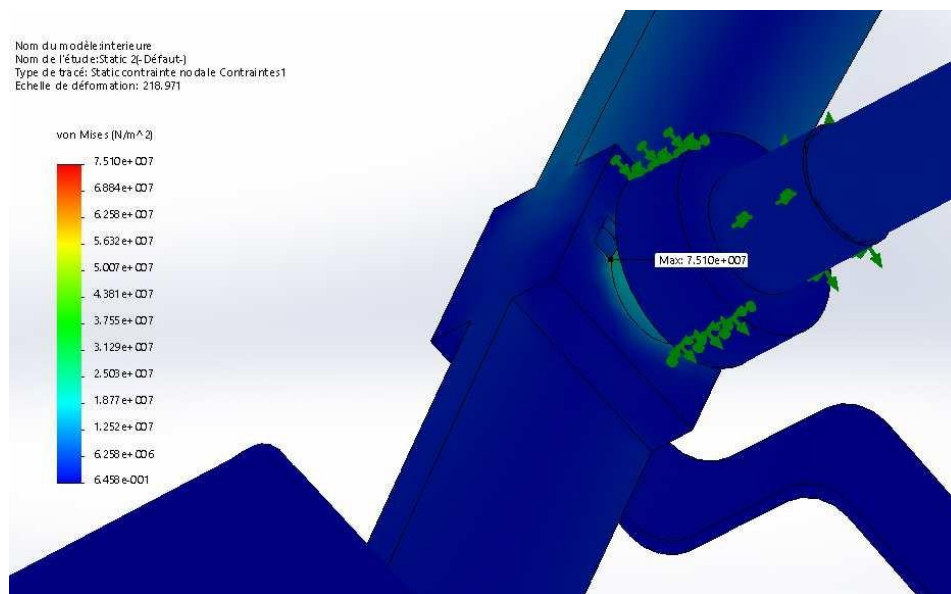 Nom du modèle:interieure
Nom de l'étude:Static 2(-Défaut-)
Type de tracé: Static contrainte nodale Contraintes1
Echelle de déformation: 218.971
von Mises (N/m^2)
7.510e+007
6.884e+007
6.258e+007
5.632e+007
5.007e+007
4.381e+007
3.755e+007
3.129e+007
2.503e+007
1.877e+007
1.252e+007
6.258e+006
6.458e-001
Max: 7.510e+007